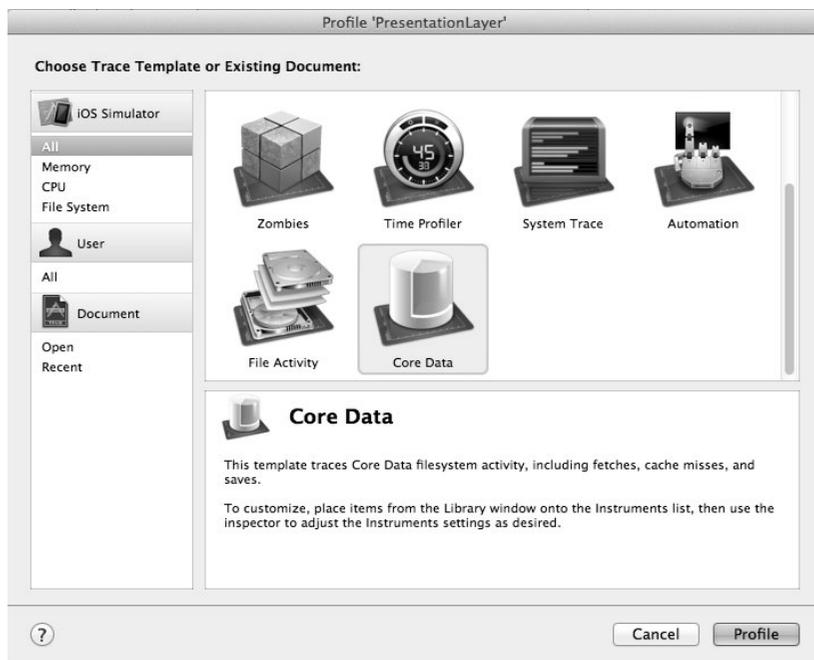 Profile 'PresentationLayer'
Choose Trace Template or Existing Document:
iOS Simulator
All
Memory
CPU
File System
User
All
Document
Open
Recent
45
30
Zombies
Time Profiler
System Trace
Automation
File Activity
Core Data
Core Data
This template traces Core Data filesystem activity, including fetches, cache misses, and
saves.
To customize, place items from the Library window onto the Instruments list, then use the
inspector to adjust the Instruments settings as desired.
?
Cancel
Profile